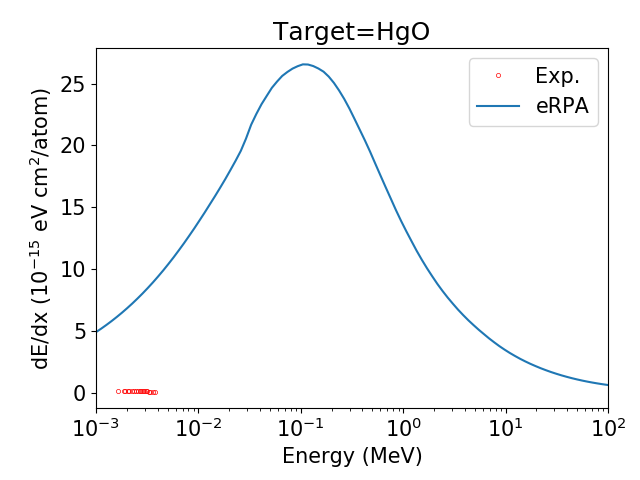 Target=HgO
Exp.
eRPA
dE/dx (10⁻¹⁵ eV cm²/atom)
25
20
15
10
5
0
10⁻³ 10⁻² 10⁻¹ 10⁰ 10¹ 10²
Energy (MeV)